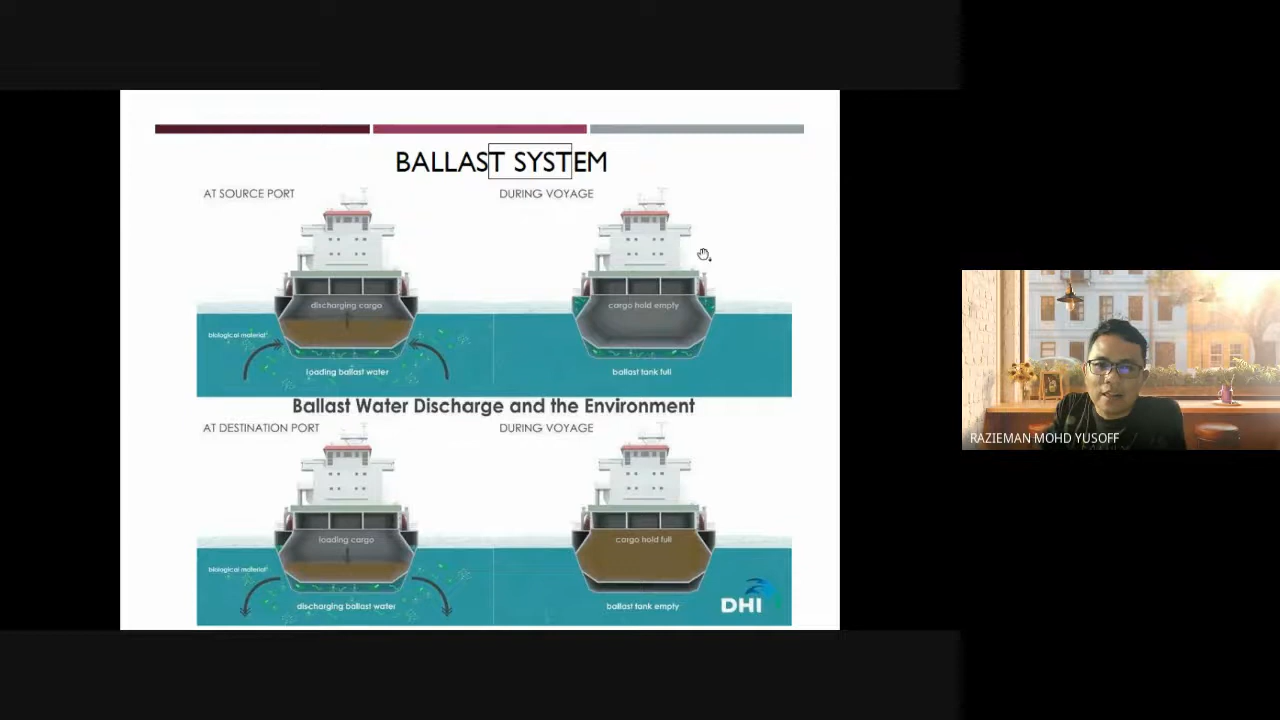 BALLAST SYSTEM
AT SOURCE PORT
DURING VOYAGE
discharging cargo
cargo hold empty
biological material
loading ballast water
ballast tank full
Ballast Water Discharge and the Environment
AT DESTINATION PORT
DURING VOYAGE
loading cargo
cargo hold full
biological material
discharging ballast water
ballast tank empty
DHI
RAZIEMAN MOHD YUSOFF